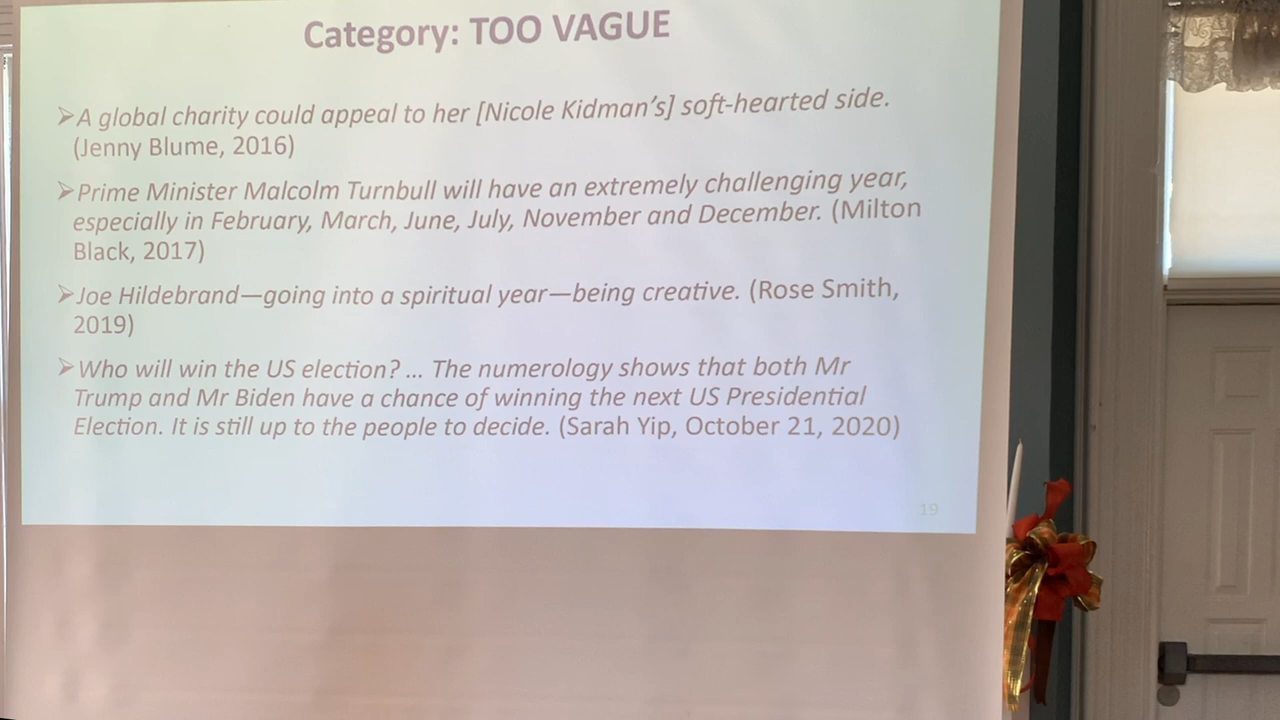 Category: TOO VAGUE
➢A global charity could appeal to her [Nicole Kidman's] soft-hearted side.
(Jenny Blume, 2016)
➢Prime Minister Malcolm Turnbull will have an extremely challenging year,
especially in February, March, June, July, November and December. (Milton
Black, 2017)
➢Joe Hildebrand—going into a spiritual year—being creative. (Rose Smith,
2019)
➢Who will win the US election? ... The numerology shows that both Mr
Trump and Mr Biden have a chance of winning the next US Presidential
Election. It is still up to the people to decide. (Sarah Yip, October 21, 2020)
19